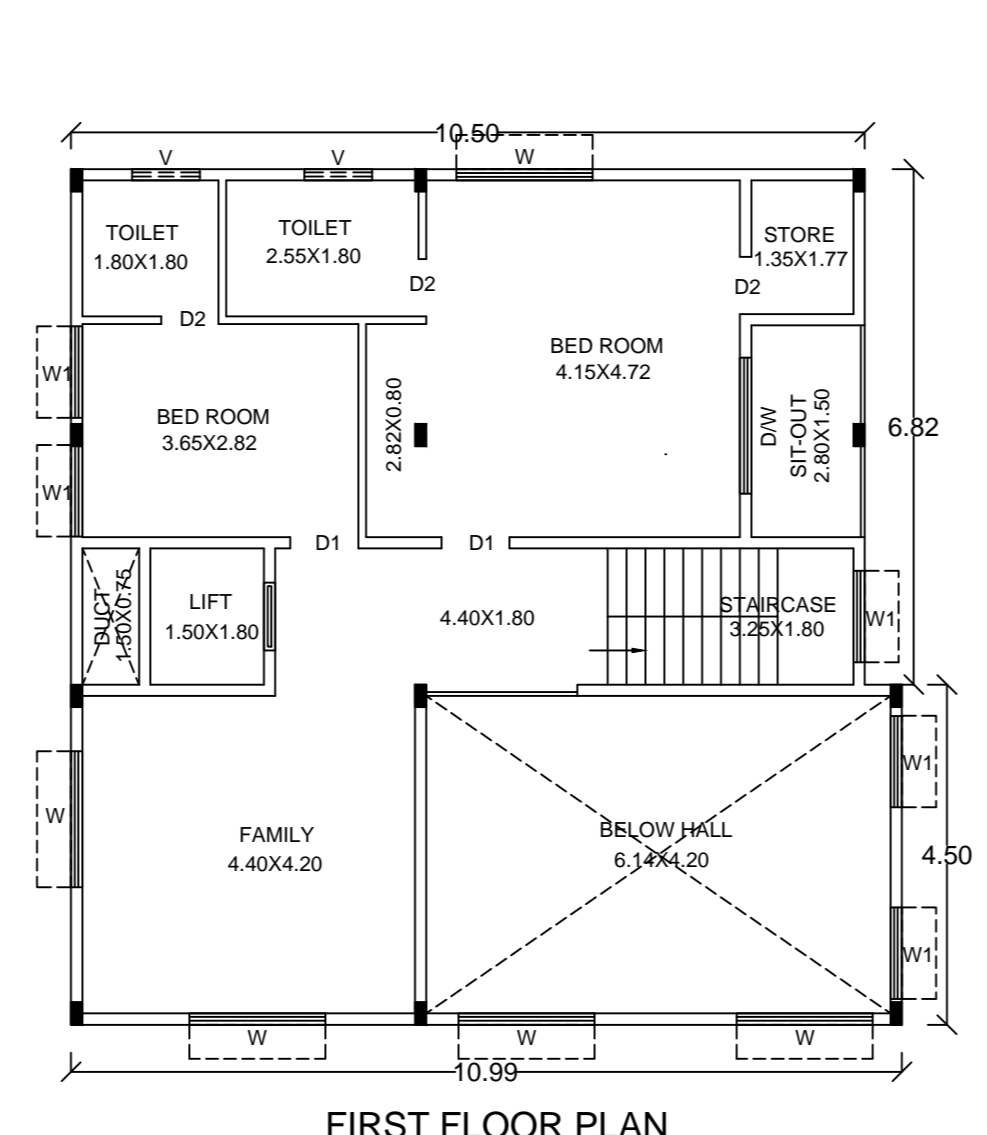 10.50
V
V
W
TOILET
1.80X1.80
TOILET
2.55X1.80
STORE
1.35X1.77
D2
D2
D2
W1
BED ROOM
3.65X2.82
2.82X0.80
BED ROOM
4.15X4.72
D/W
SIT-OUT
2.80X1.50
6.82
W1
D1
D1
DUCT
1.50X0.75
LIFT
1.50X1.80
4.40X1.80
STAIRCASE
3.25X1.80
W1
W
FAMILY
4.40X4.20
BELOW HALL
6.14X4.20
W1
4.50
W1
W
W
W
10.99
FIRST FLOOR PLAN